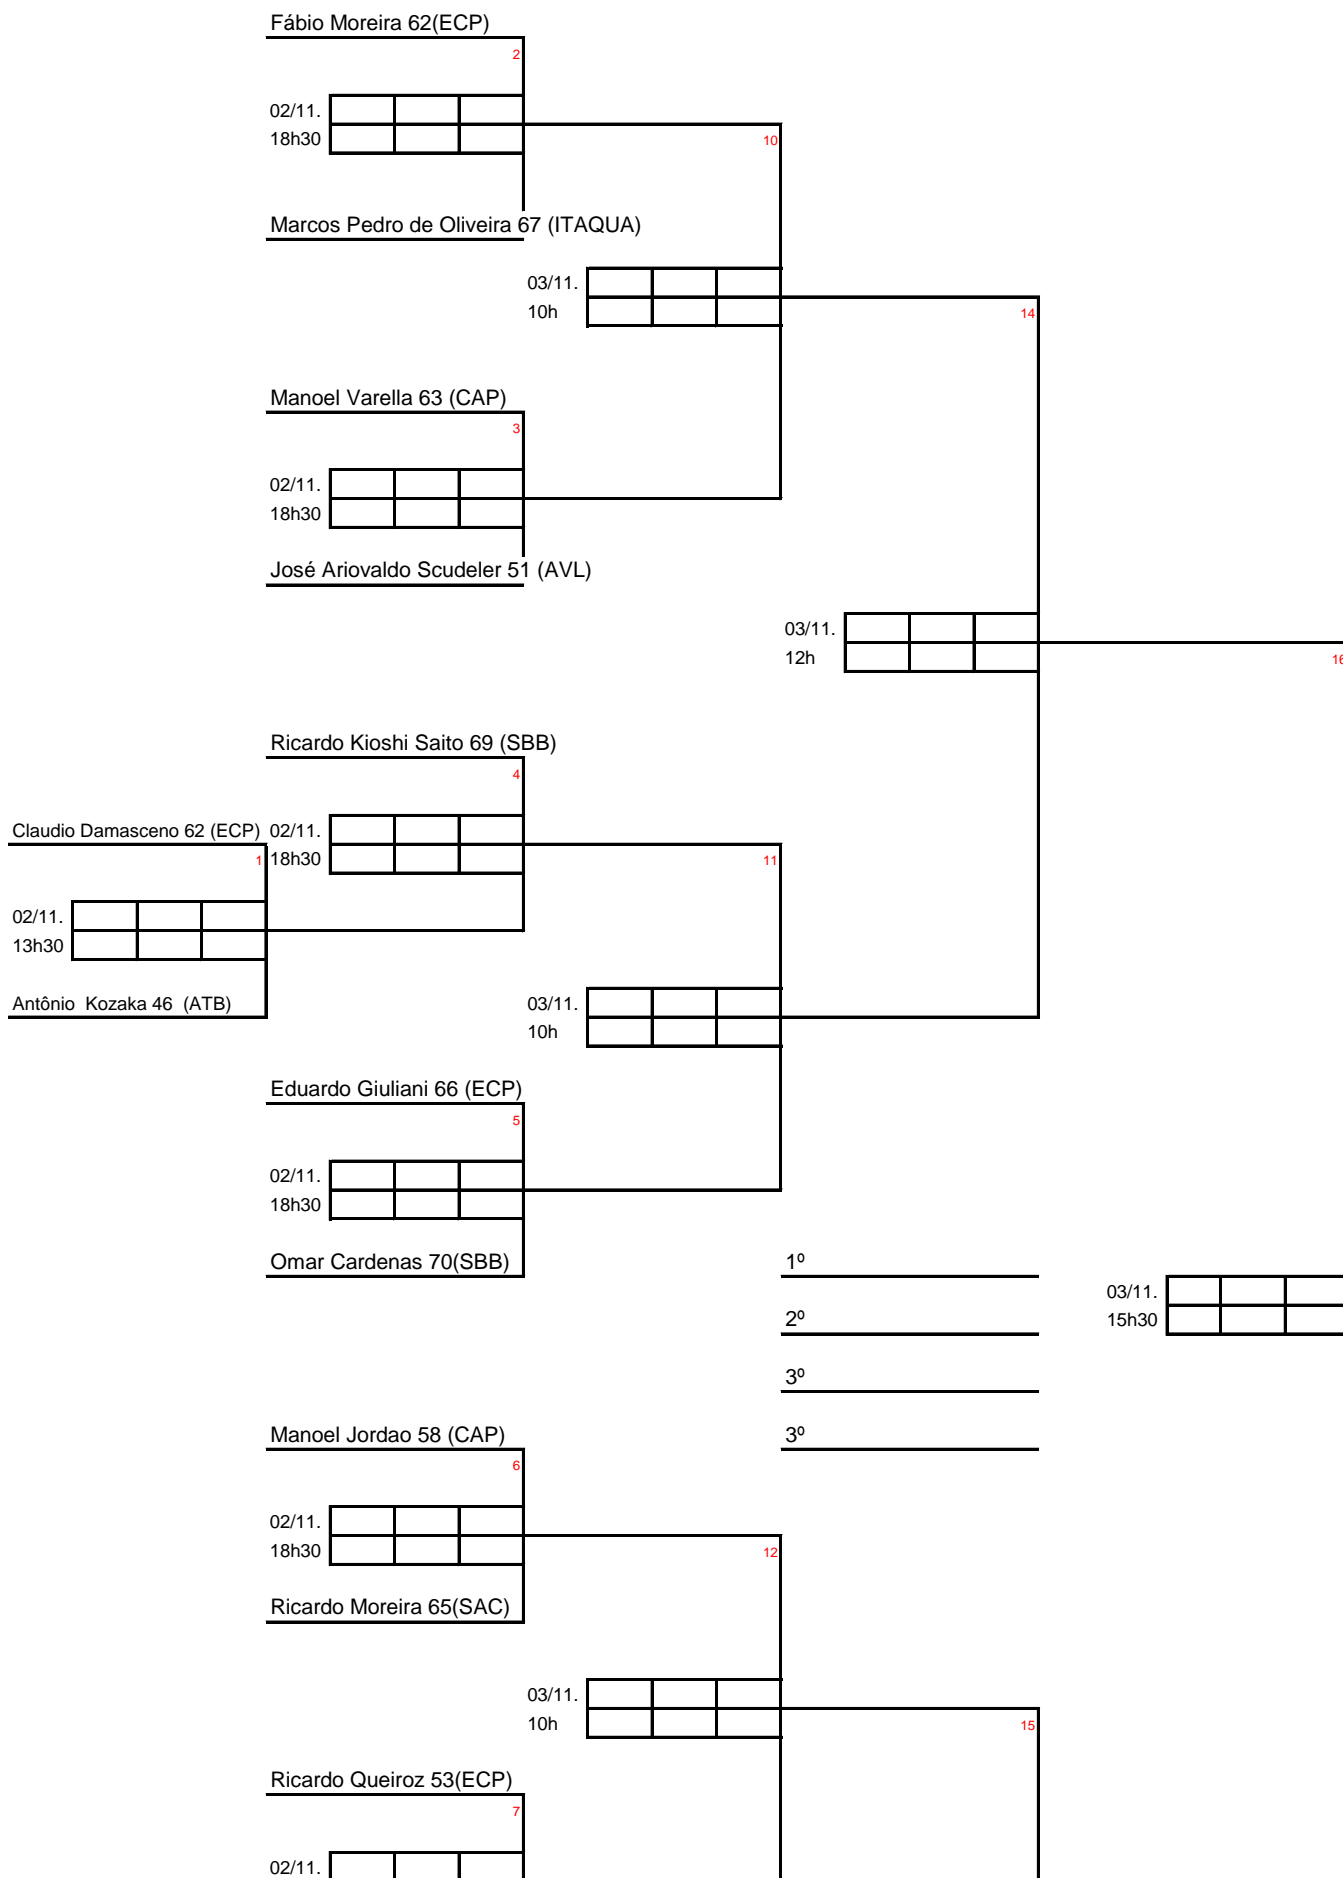 Fábio Moreira 62(ECP)
2
02/11.
18h30
10
Marcos Pedro de Oliveira 67 (ITAQUA)
03/11.
10h
14
Manoel Varella 63 (CAP)
3
02/11.
18h30
José Ariovaldo Scudeler 51 (AVL)
03/11.
12h
16
Ricardo Kioshi Saito 69 (SBB)
4
Claudio Damasceno 62 (ECP) 02/11.
1 18h30
11
02/11.
13h30
Antônio  Kozaka 46  (ATB)
03/11.
10h
Eduardo Giuliani 66 (ECP)
5
02/11.
18h30
Omar Cardenas 70(SBB)
1º
03/11.
15h30
2º
3º
Manoel Jordao 58 (CAP)
3º
6
02/11.
18h30
12
Ricardo Moreira 65(SAC)
03/11.
10h
15
Ricardo Queiroz 53(ECP)
7
02/11.